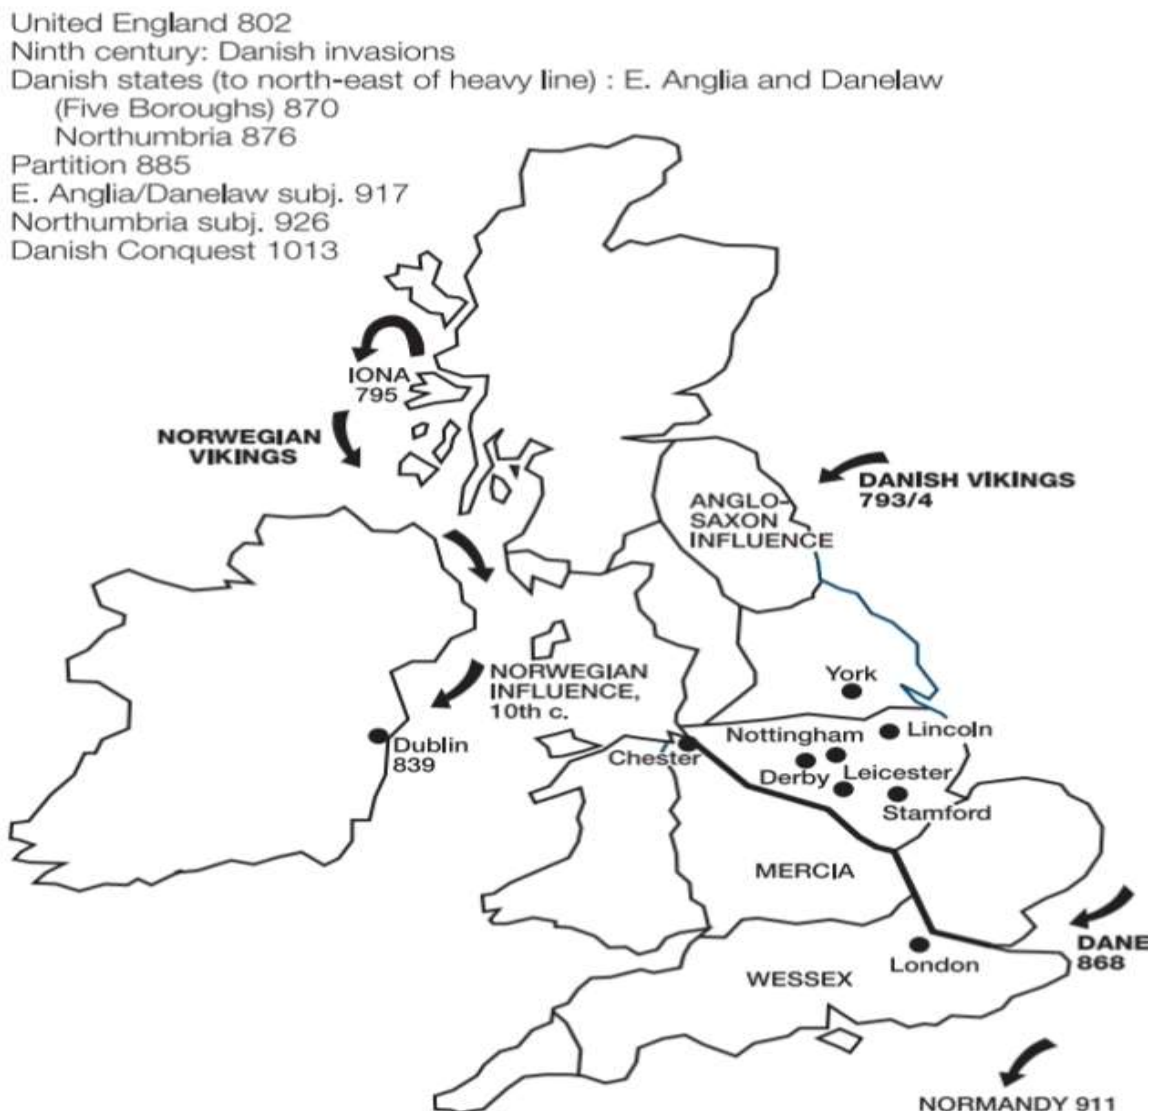 United England 802
Ninth century: Danish invasions
Danish states (to north-east of heavy line) : E. Anglia and Danelaw
(Five Boroughs) 870
Northumbria 876
Partition 885
E. Anglia/Danelaw subj. 917
Northumbria subj. 926
Danish Conquest 1013
IONA
795
NORWEGIAN
VIKINGS
DANISH VIKINGS
793/4
ANGLO-
SAXON
INFLUENCE
NORWEGIAN
INFLUENCE,
10th c.
York
Dublin
839
Chester
Nottingham
Lincoln
Derby
Leicester
Stamford
MERCIA
DANE
868
London
WESSEX
NORMANDY 911